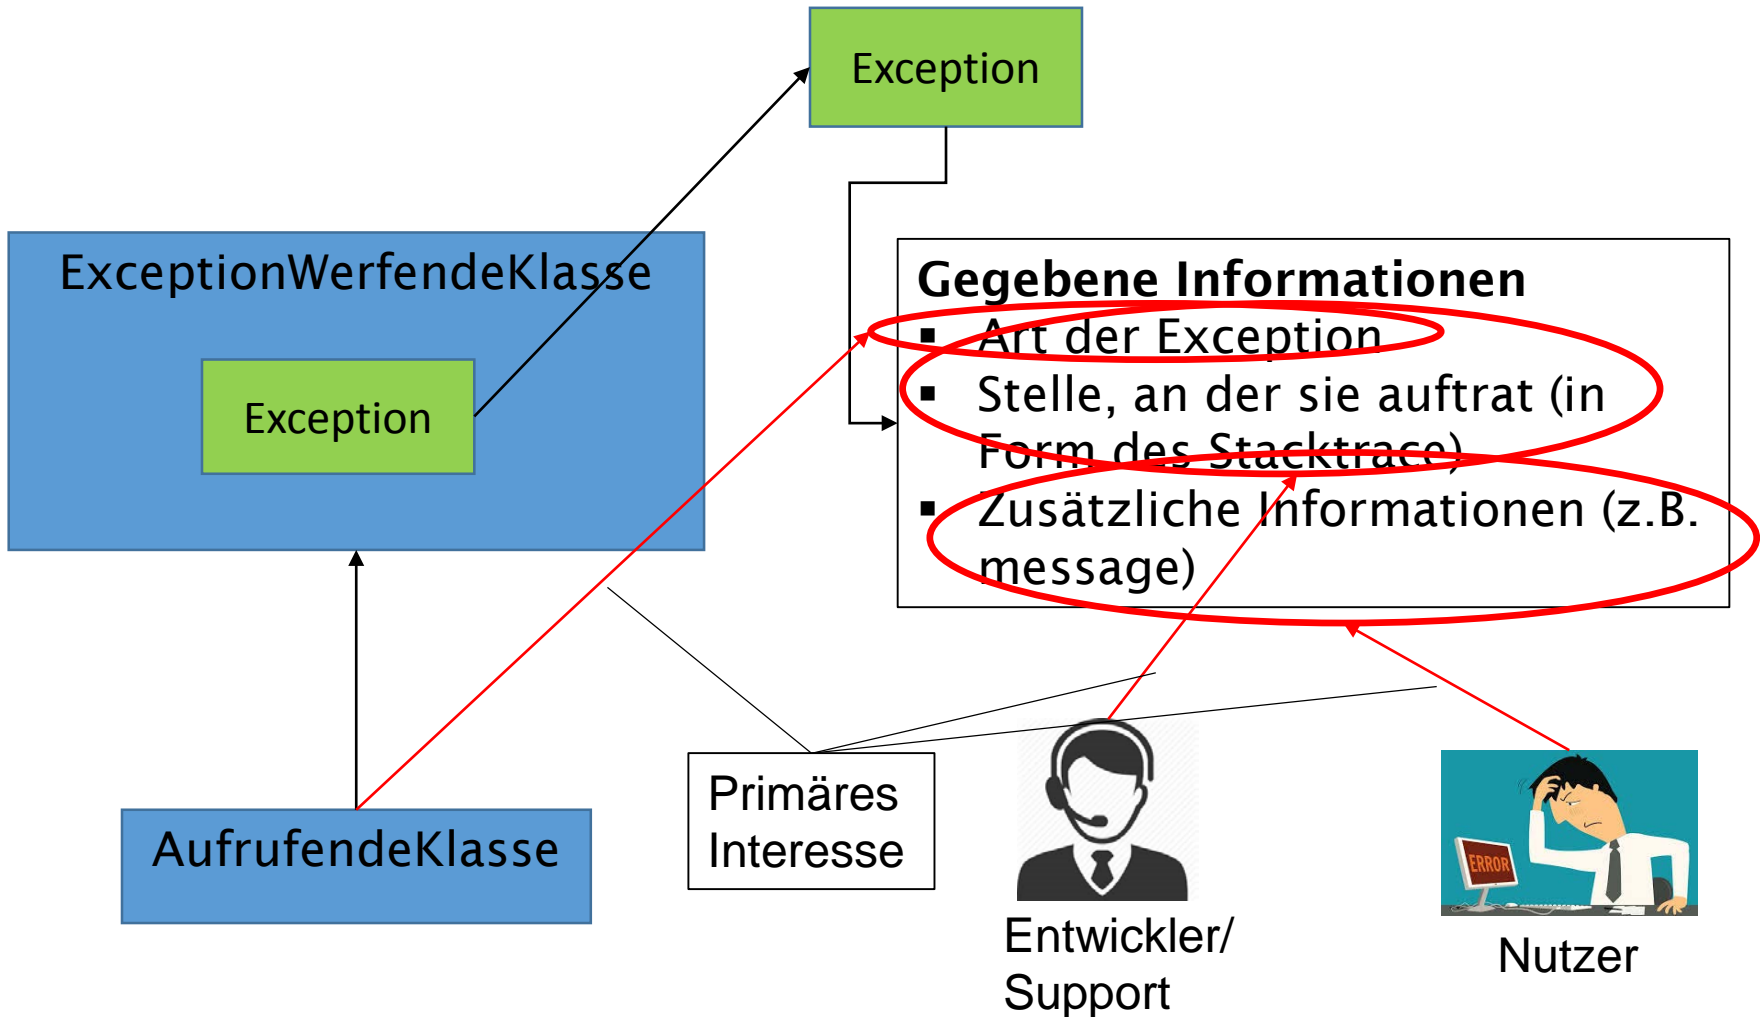 Exception
ExceptionWerfendeKlasse
Exception
Gegebene Informationen
▪ Art der Exception
▪ Stelle, an der sie auftrat (in
Form des Stacktrace)
▪ Zusätzliche Informationen (z.B.
message)
AufrufendeKlasse
Primäres
Interesse
ERROR
Entwickler/
Support
Nutzer